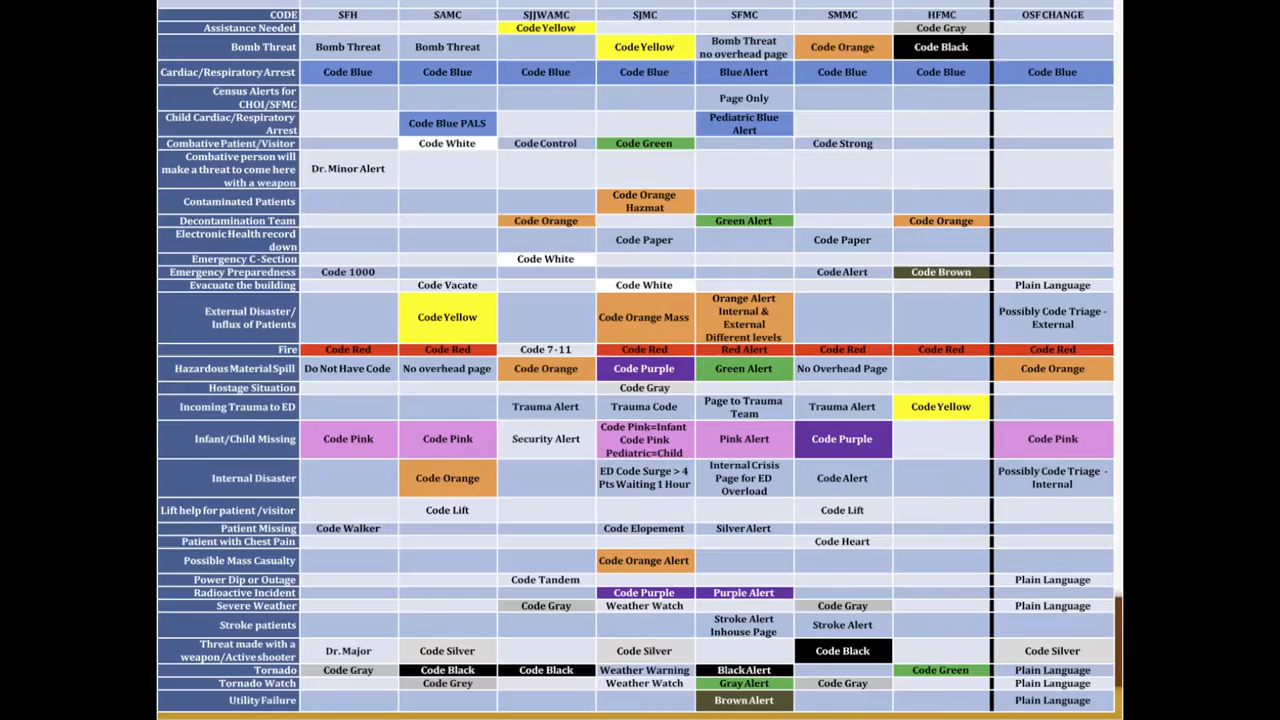 CODE SFH SAMC SJJWAMC SJMC SFMC SMMC HFMC OSF CHANGE
Assistance Needed Code Yellow Code Gray
Bomb Threat Bomb Threat Bomb Threat Code Yellow Bomb Threat no overhead page Code Orange Code Black
Cardiac/Respiratory Arrest Code Blue Code Blue Code Blue Code Blue Blue Alert Code Blue Code Blue Code Blue
Census Alerts for
CHOI/SFMC Page Only
Child Cardiac/Respiratory
Arrest Code Blue PALS Pediatric Blue Alert
Combative Patient/Visitor Code White Code Control Code Green Code Strong
Combative person will
make a threat to come here
with a weapon Dr. Minor Alert
Contaminated Patients Code Orange Hazmat
Decontamination Team Code Orange Green Alert Code Orange
Electronic Health record
down Code Paper Code Paper
Emergency C-Section Code White
Emergency Preparedness Code 1000 Code Alert Code Brown
Evacuate the building Code Vacate Code White Plain Language
External Disaster/
Influx of Patients Code Yellow Code Orange Mass Orange Alert Internal & External Different levels Possibly Code Triage - External
Fire Code Red Code Red Code 7-11 Code Red Red Alert Code Red Code Red Code Red
Hazardous Material Spill Do Not Have Code No overhead page Code Orange Code Purple Green Alert No Overhead Page Code Orange
Hostage Situation Code Gray
Incoming Trauma to ED Trauma Alert Trauma Code Page to Trauma Team Trauma Alert Code Yellow
Infant/Child Missing Code Pink Code Pink Security Alert Code Pink=Infant Code Pink Pediatric=Child Pink Alert Code Purple Code Pink
Internal Disaster Code Orange ED Code Surge > 4 Pts Waiting 1 Hour Internal Crisis Page for ED Overload Code Alert Possibly Code Triage - Internal
Lift help for patient /visitor Code Lift Code Lift
Patient Missing Code Walker Code Elopement Silver Alert
Patient with Chest Pain Code Heart
Possible Mass Casualty Code Orange Alert
Power Dip or Outage Code Tandem Plain Language
Radioactive Incident Code Purple Purple Alert
Severe Weather Code Gray Weather Watch Code Gray Plain Language
Stroke patients Stroke Alert Inhouse Page Stroke Alert
Threat made with a
weapon/Active shooter Dr. Major Code Silver Code Silver Code Black Code Silver
Tornado Code Gray Code Black Code Black Weather Warning Black Alert Code Green Plain Language
Tornado Watch Code Grey Weather Watch Gray Alert Code Gray Plain Language
Utility Failure Brown Alert Plain Language